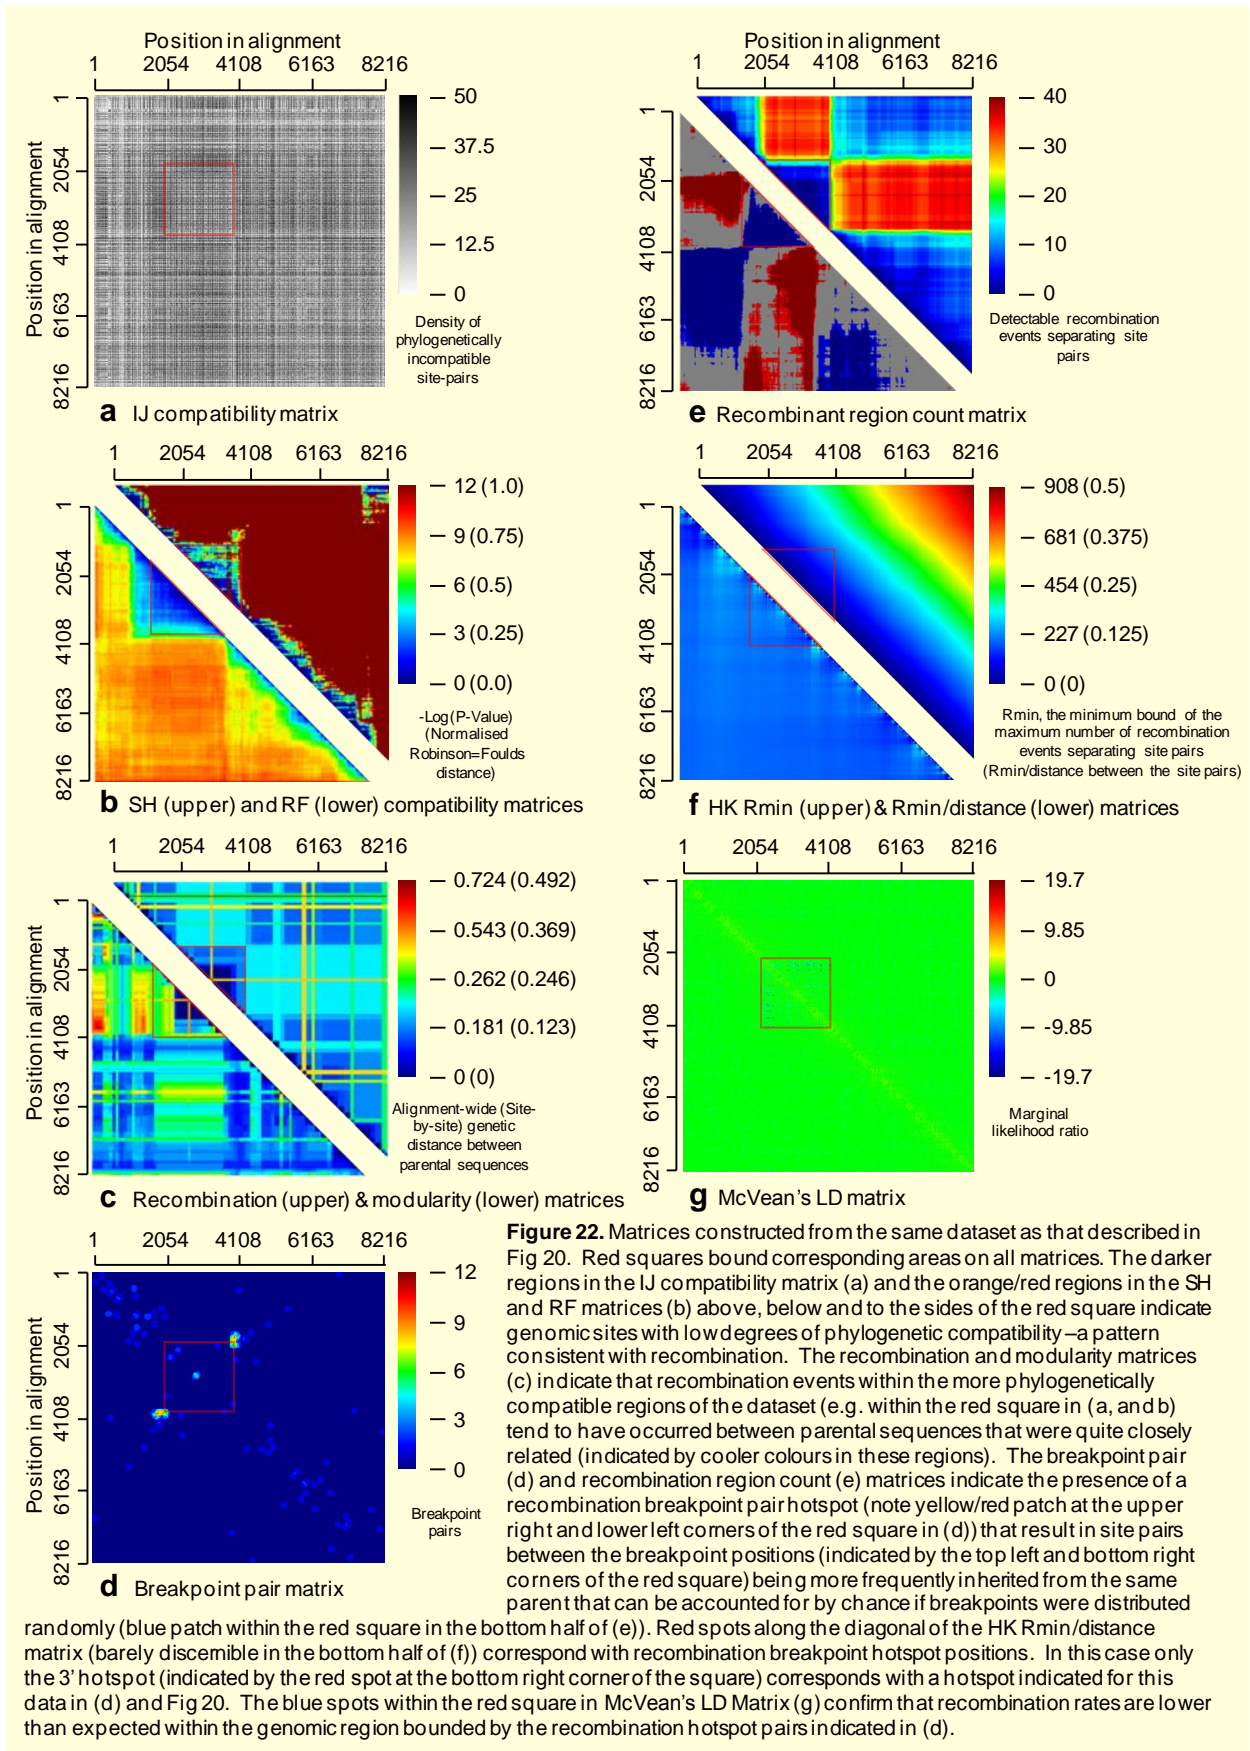 Position in alignment
1 2054 4108 6163 8216
Position in alignment
1 2054 4108 6163 8216
50
37.5
25
12.5
0
Density of
phylogenetically
incompatible
site-pairs
a IJ compatibility matrix
Position in alignment
1 2054 4108 6163 8216
1 2054 4108 6163 8216
40
30
20
10
0
Detectable recombination
events separating site
pairs
e Recombinant region count matrix
1 2054 4108 6163 8216
1 2054 4108 6163 8216
12 (1.0)
9 (0.75)
6 (0.5)
3 (0.25)
0 (0.0)
-Log(P-Value)
(Normalised
Robinson=Foulds
distance)
b SH (upper) and RF (lower) compatibility matrices
1 2054 4108 6163 8216
1 2054 4108 6163 8216
908 (0.5)
681 (0.375)
454 (0.25)
227 (0.125)
0 (0)
Rmin, the minimum bound of the
maximum number of recombination
events separating site pairs
(Rmin/distance between the site pairs)
f HK Rmin (upper) & Rmin/distance (lower) matrices
1 2054 4108 6163 8216
Position in alignment
1 2054 4108 6163 8216
0.724 (0.492)
0.543 (0.369)
0.262 (0.246)
0.181 (0.123)
0 (0)
Alignment-wide (Site-
by-site) genetic
distance between
parental sequences
c Recombination (upper) & modularity (lower) matrices
1 2054 4108 6163 8216
1 2054 4108 6163 8216
19.7
9.85
0
-9.85
-19.7
Marginal
likelihood ratio
g McVean's LD matrix
1 2054 4108 6163 8216
Position in alignment
1 2054 4108 6163 8216
12
9
6
3
0
Breakpoint
pairs
d Breakpoint pair matrix
Figure 22. Matrices constructed from the same dataset as that described in
Fig 20. Red squares bound corresponding areas on all matrices. The darker
regions in the IJ compatibility matrix (a) and the orange/red regions in the SH
and RF matrices (b) above, below and to the sides of the red square indicate
genomic sites with low degrees of phylogenetic compatibility –a pattern
consistent with recombination. The recombination and modularity matrices
(c) indicate that recombination events within the more phylogenetically
compatible regions of the dataset (e.g. within the red square in (a, and b)
tend to have occurred between parental sequences that were quite closely
related (indicated by cooler colours in these regions). The breakpoint pair
(d) and recombination region count (e) matrices indicate the presence of a
recombination breakpoint pair hotspot (note yellow/red patch at the upper
right and lower left corners of the red square in (d)) that result in site pairs
between the breakpoint positions (indicated by the top left and bottom right
corners of the red square) being more frequently inherited from the same
parent that can be accounted for by chance if breakpoints were distributed
randomly (blue patch within the red square in the bottom half of (e)). Red spots along the diagonal of the HK Rmin/distance
matrix (barely discernible in the bottom half of (f)) correspond with recombination breakpoint hotspot positions. In this case only
the 3' hotspot (indicated by the red spot at the bottom right corner of the square) corresponds with a hotspot indicated for this
data in (d) and Fig 20. The blue spots within the red square in McVean's LD Matrix (g) confirm that recombination rates are lower
than expected within the genomic region bounded by the recombination hotspot pairs indicated in (d).